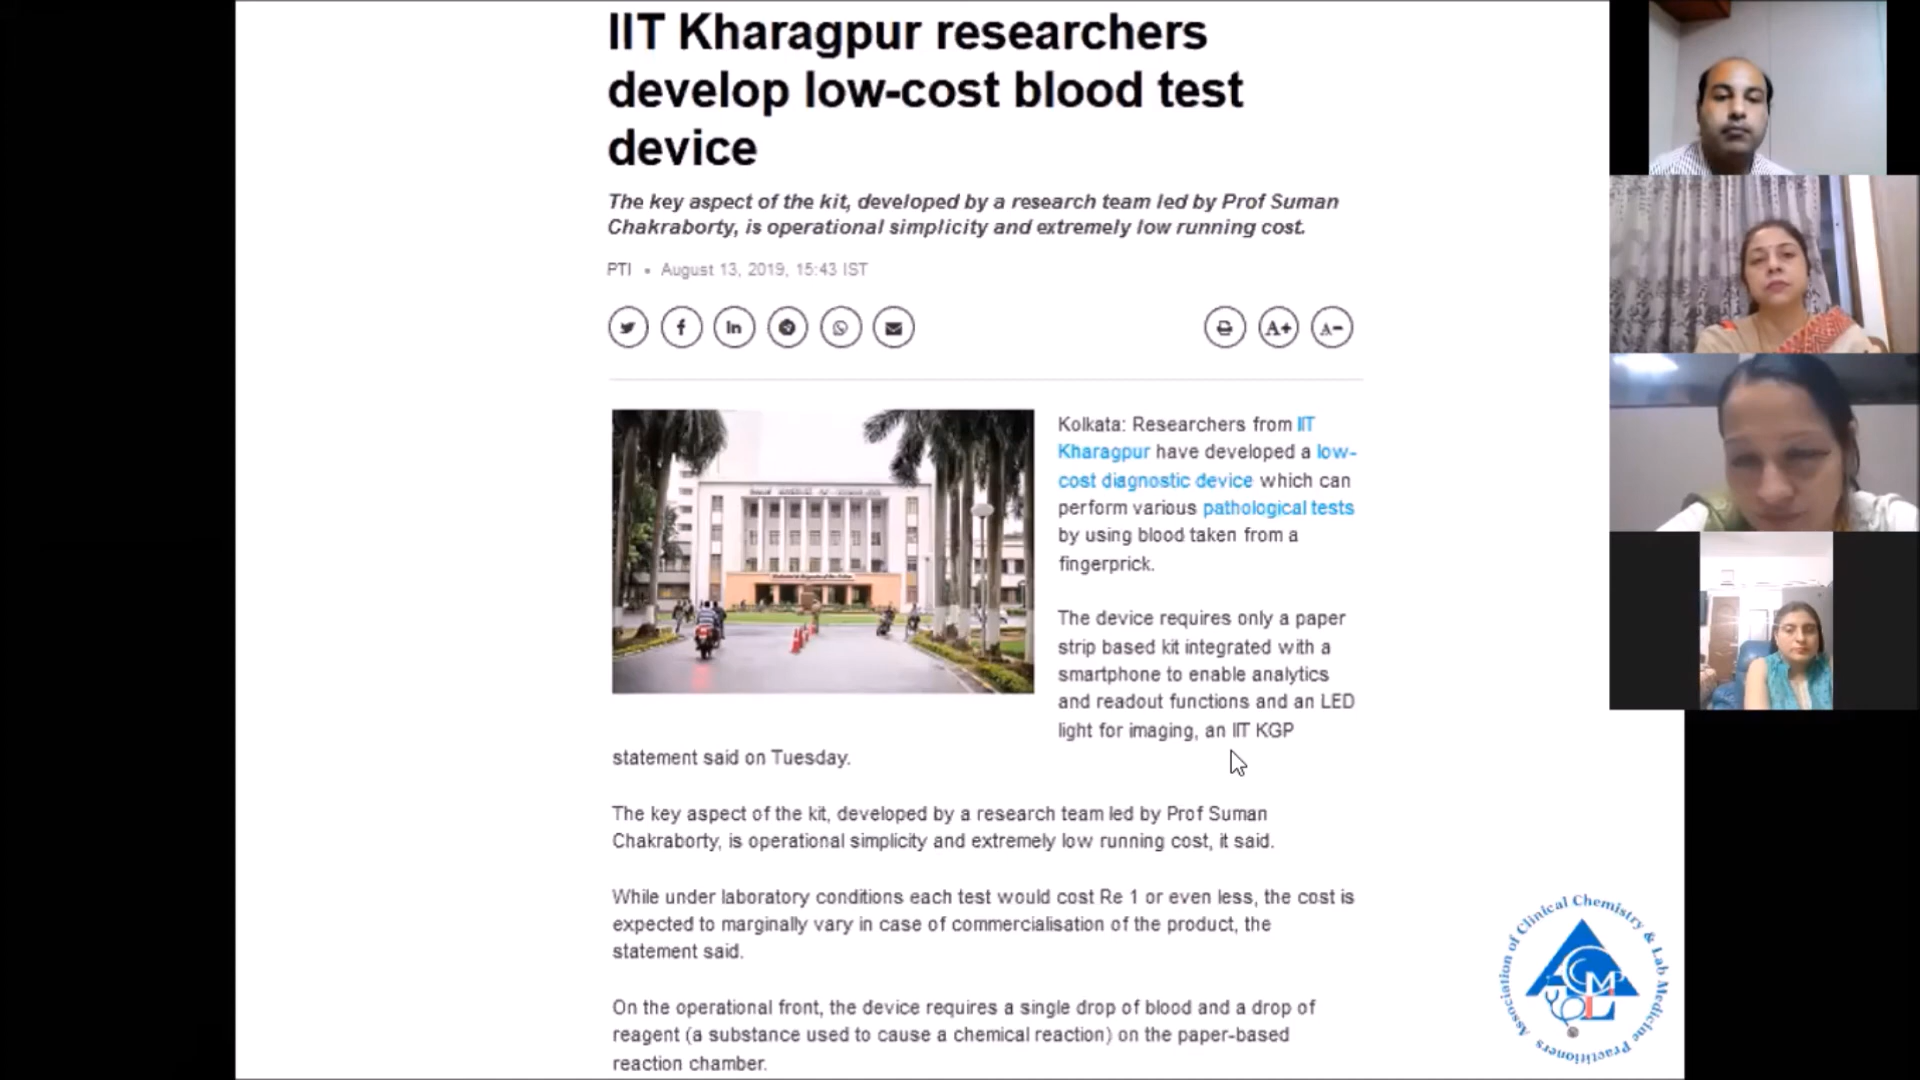 IIT Kharagpur researchers
develop low-cost blood test
device
The key aspect of the kit, developed by a research team led by Prof Suman
Chakraborty, is operational simplicity and extremely low running cost.
PTI • August 13, 2019, 15:43 IST
A+ A-
Kolkata: Researchers from IIT
Kharagpur have developed a low-
cost diagnostic device which can
perform various pathological tests
by using blood taken from a
fingerprick.
The device requires only a paper
strip based kit integrated with a
smartphone to enable analytics
and readout functions and an LED
light for imaging, an IIT KGP
statement said on Tuesday.
The key aspect of the kit, developed by a research team led by Prof Suman
Chakraborty, is operational simplicity and extremely low running cost, it said.
While under laboratory conditions each test would cost Re 1 or even less, the cost is
expected to marginally vary in case of commercialisation of the product, the
statement said.
On the operational front, the device requires a single drop of blood and a drop of
reagent (a substance used to cause a chemical reaction) on the paper-based
reaction chamber.
Association of Clinical Chemistry & Lab Medicine Practitioners